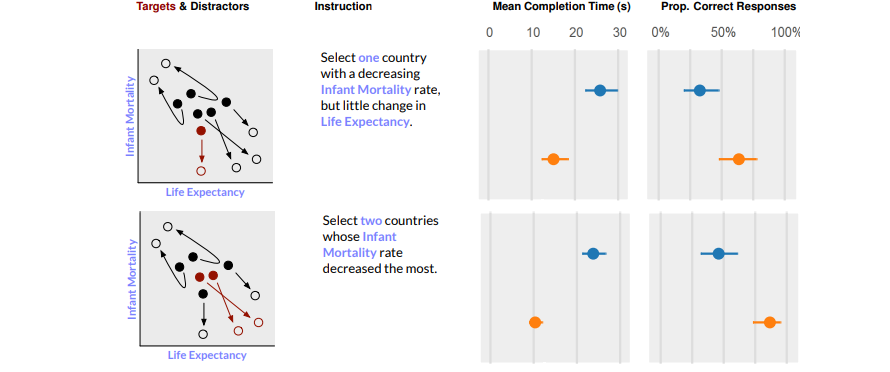 Targets & Distractors
Instruction
Mean Completion Time (s)
Prop. Correct Responses
0 10 20 30
0% 50% 100%
Infant Mortality
Life Expectancy
Select one country
with a decreasing
Infant Mortality rate,
but little change in
Life Expectancy.
Infant Mortality
Life Expectancy
Select two countries
whose Infant
Mortality rate
decreased the most.